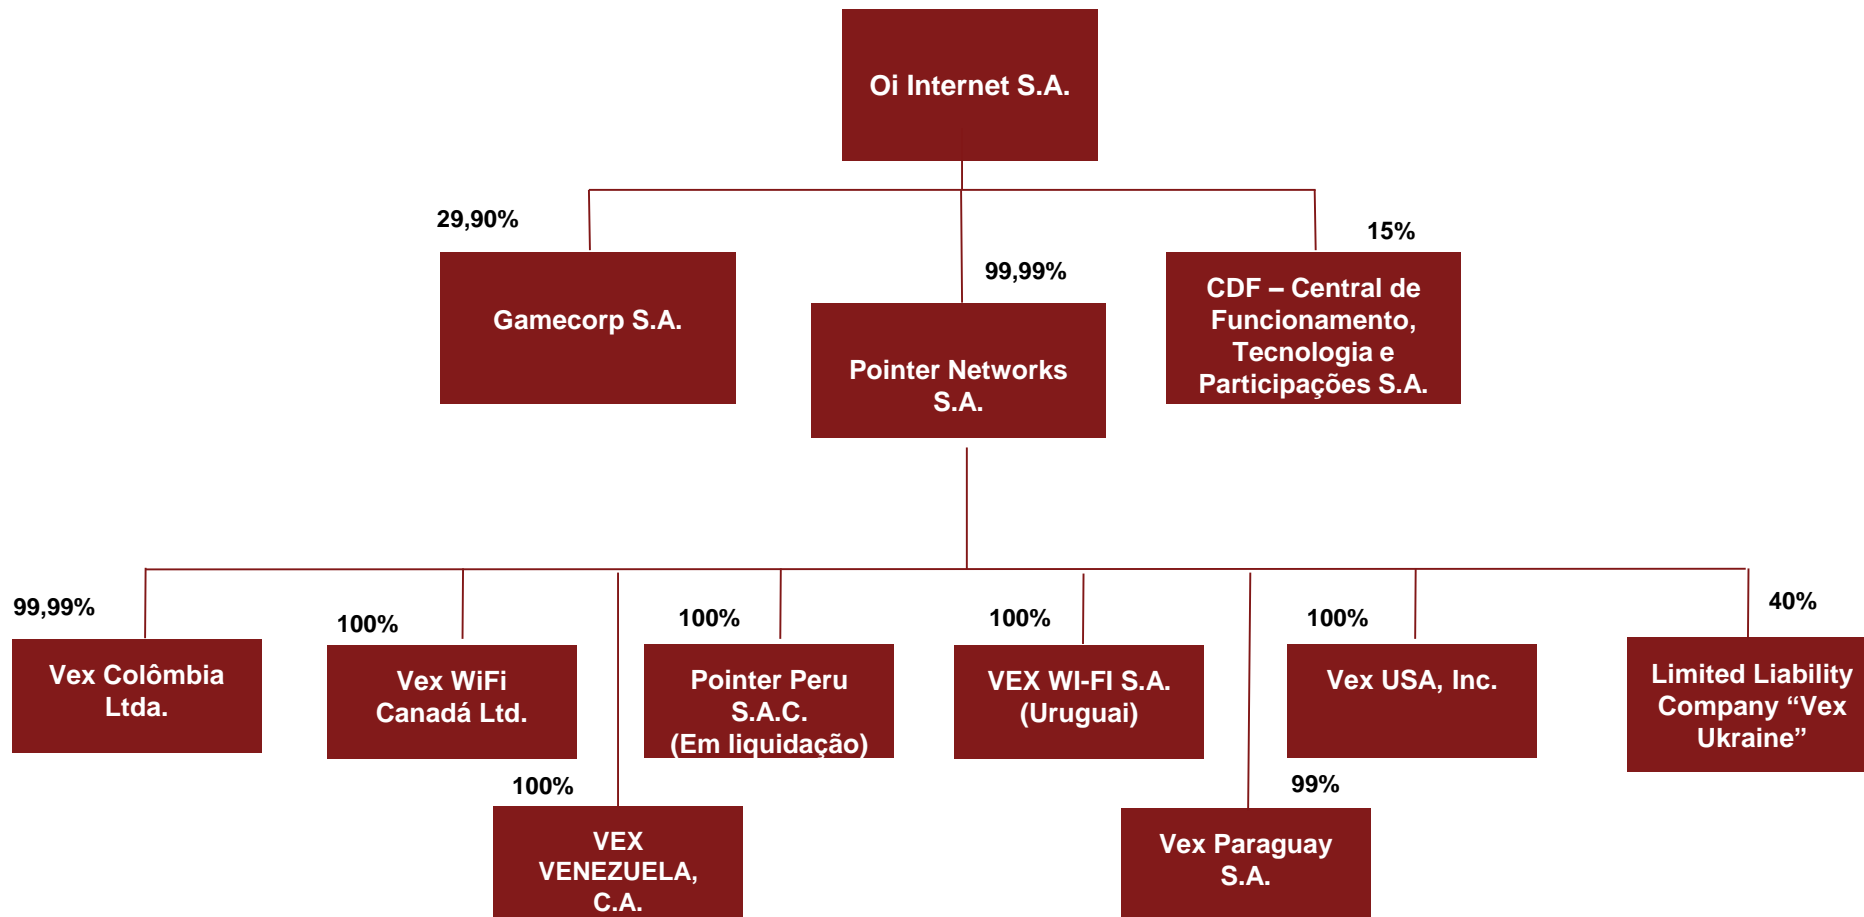 Oi Internet S.A.
29,90%
Gamecorp S.A.
99,99%
Pointer Networks
S.A.
15%
CDF – Central de
Funcionamento,
Tecnologia e
Participações S.A.
99,99%
Vex Colômbia
Ltda.
100%
Vex WiFi
Canadá Ltd.
100%
Pointer Peru
S.A.C.
(Em liquidação)
100%
VEX WI-FI S.A.
(Uruguai)
100%
Vex USA, Inc.
40%
Limited Liability
Company “Vex
Ukraine”
100%
VEX
VENEZUELA,
C.A.
99%
Vex Paraguay
S.A.